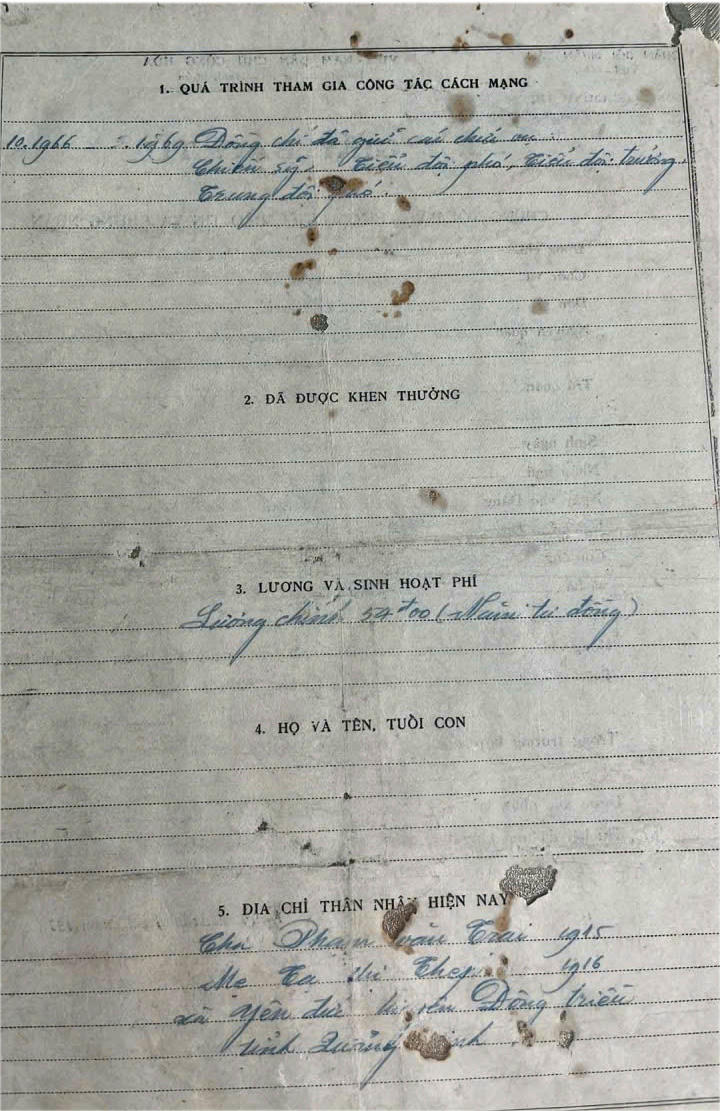 1. QUÁ TRÌNH THAM GIA CÔNG TÁC CÁCH MẠNG
10.1966 - 5.1969 Đồng chí đã giữ các chức vụ:
Chiến sỹ, Tiểu đội phó, Tiểu đội trưởng,
Trung đội phó.
2. ĐÃ ĐƯỢC KHEN THƯỞNG
3. LƯƠNG VÀ SINH HOẠT PHÍ
Lương chính 54đ00 (Năm tư đồng)
4. HỌ VÀ TÊN, TUỔI CON
5. DIA CHỈ THÂN NHÂN HIỆN NAY
Cha Phạm Văn Trai 1915
Mẹ Tạ Thị Thep 1916
xã Yên Đức huyện Đông Triều
tỉnh Quảng Ninh